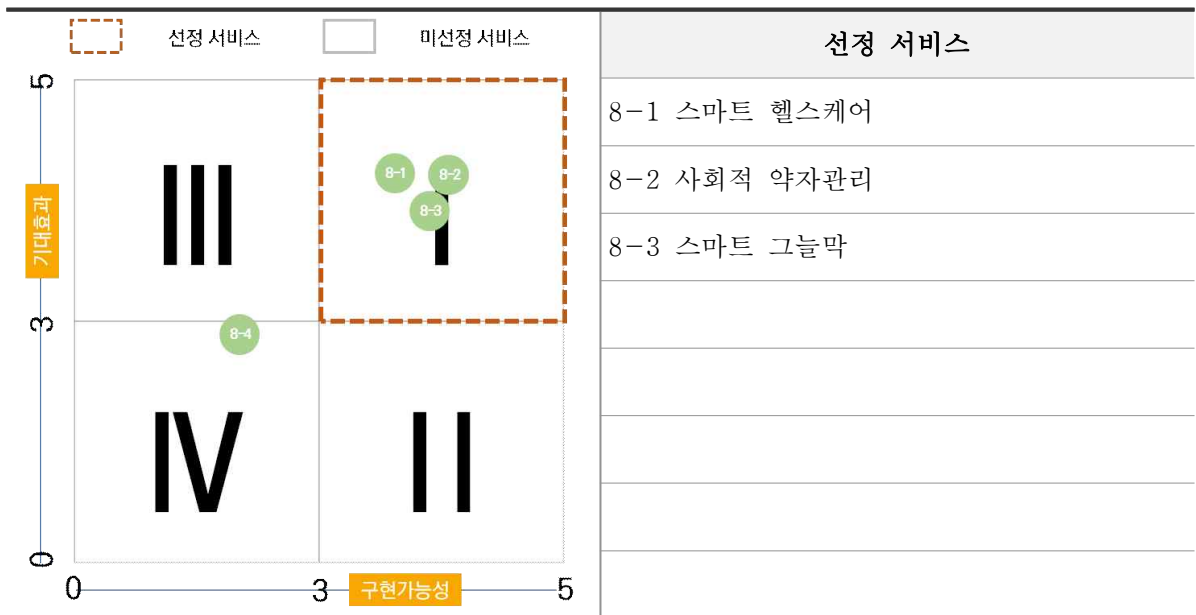 선정 서비스
미선정 서비스
선정 서비스
5
III
I
8-1
8-2
8-3
기대효과
8-1 스마트 헬스케어
8-2 사회적 약자관리
8-3 스마트 그늘막
3
8-4
IV
II
0
0
3
구현가능성
5